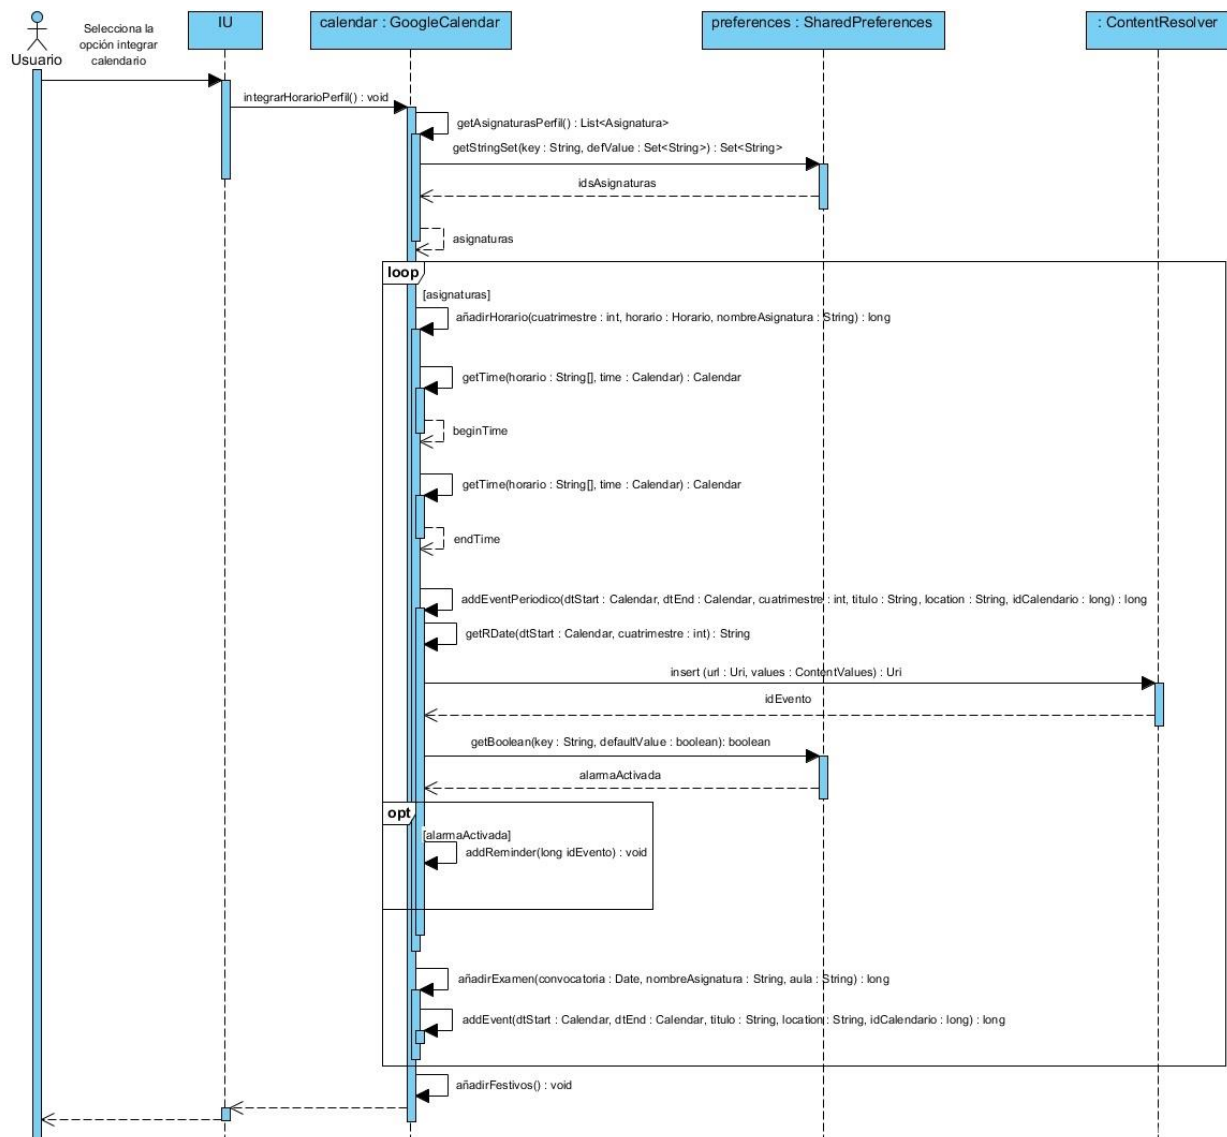 Usuario
Selecciona la
opción integrar
calendario
IU
calendar : GoogleCalendar
preferences : SharedPreferences
: ContentResolver
integrarHorarioPerfil() : void
getAsignaturasPerfil() : List<Asignatura>
getStringSet(key : String, defValue : Set<String>) : Set<String>
idsAsignaturas
asignaturas
loop
[asignaturas]
añadirHorario(cuatrimestre : int, horario : Horario, nombreAsignatura : String) : long
getTime(horario : String[], time : Calendar) : Calendar
beginTime
getTime(horario : String[], time : Calendar) : Calendar
endTime
addEventPeriodico(dtStart : Calendar, dtEnd : Calendar, cuatrimestre : int, titulo : String, location : String, idCalendario : long) : long
getRDate(dtStart : Calendar, cuatrimestre : int) : String
insert (url : Uri, values : ContentValues) : Uri
idEvento
getBoolean(key : String, defaultValue : boolean): boolean
alarmaActivada
opt
[alarmaActivada]
addReminder(long idEvento) : void
añadirExamen(convocatoria : Date, nombreAsignatura : String, aula : String) : long
addEvent(dtStart : Calendar, dtEnd : Calendar, titulo : String, location : String, idCalendario : long) : long
añadirFestivos() : void